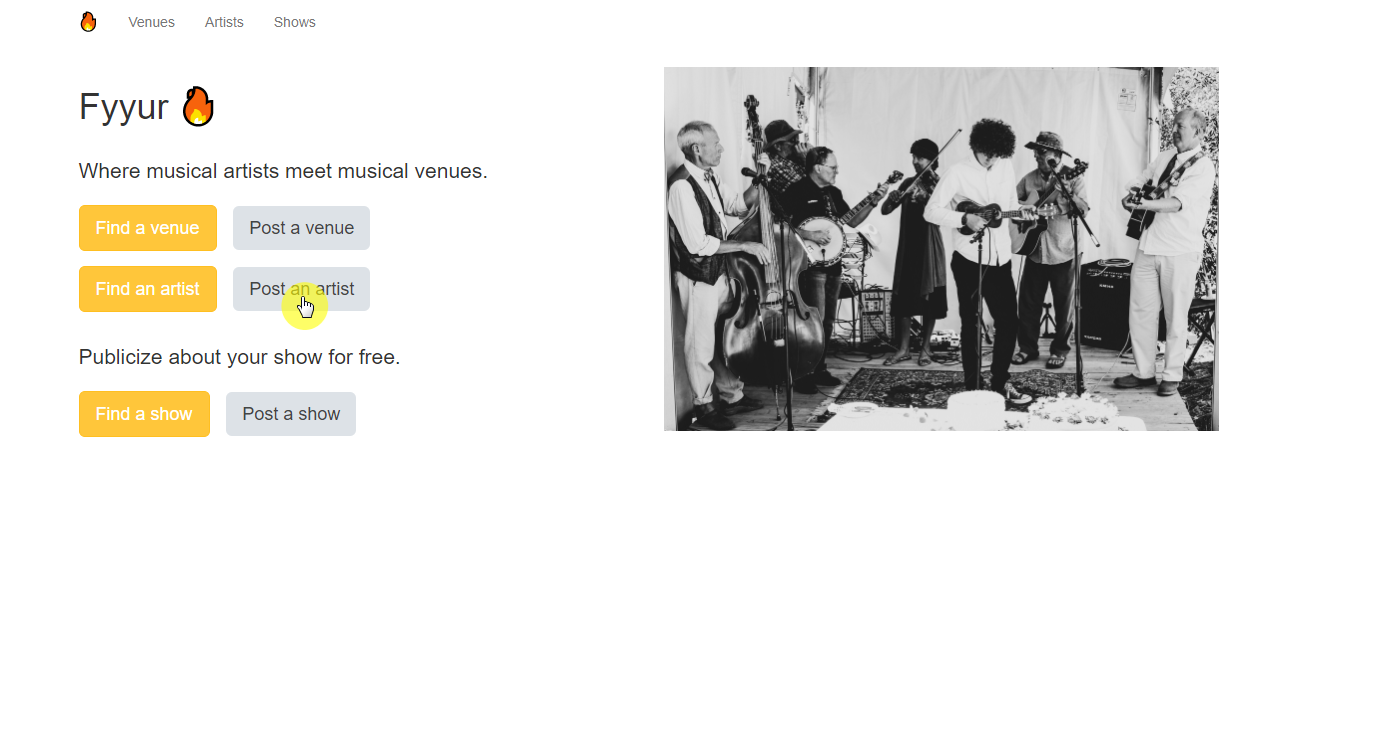 Venues Artists Shows
Fyyur
Where musical artists meet musical venues.
Find a venue Post a venue
Find an artist Post an artist
Publicize about your show for free.
Find a show Post a show